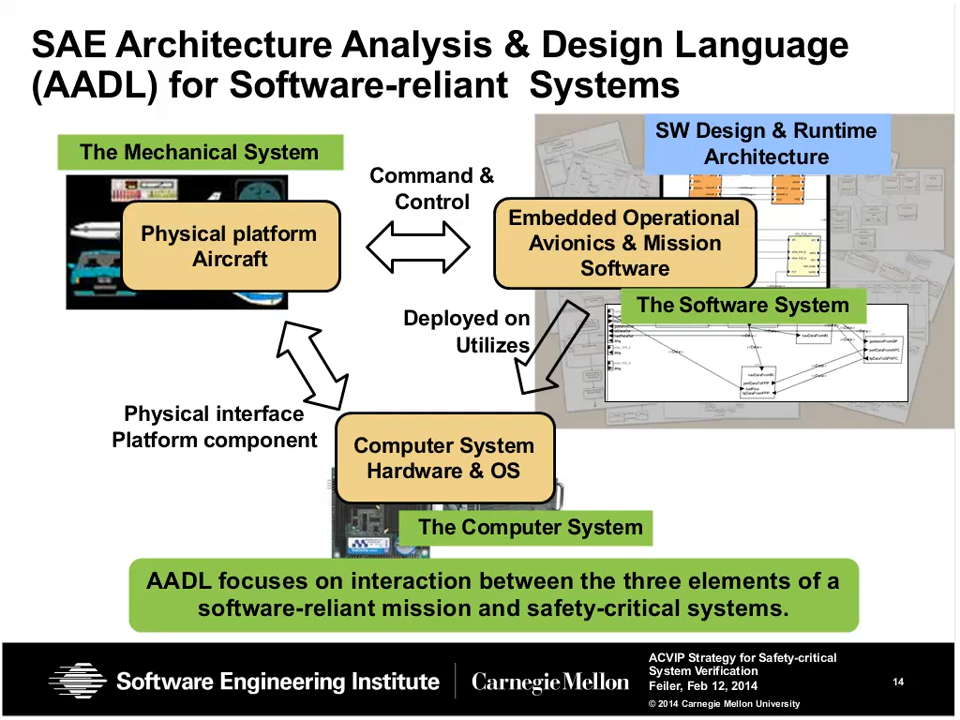 SAE Architecture Analysis & Design Language
(AADL) for Software-reliant Systems
The Mechanical System
Physical platform
Aircraft
Command &
Control
SW Design & Runtime
Architecture
Embedded Operational
Avionics & Mission
Software
The Software System
Deployed on
Utilizes
Physical interface
Platform component
Computer System
Hardware & OS
The Computer System
AADL focuses on interaction between the three elements of a
software-reliant mission and safety-critical systems.
Software Engineering Institute
Carnegie Mellon
ACVIP Strategy for Safety-critical
System Verification
Feiler, Feb 12, 2014
© 2014 Carnegie Mellon University
14